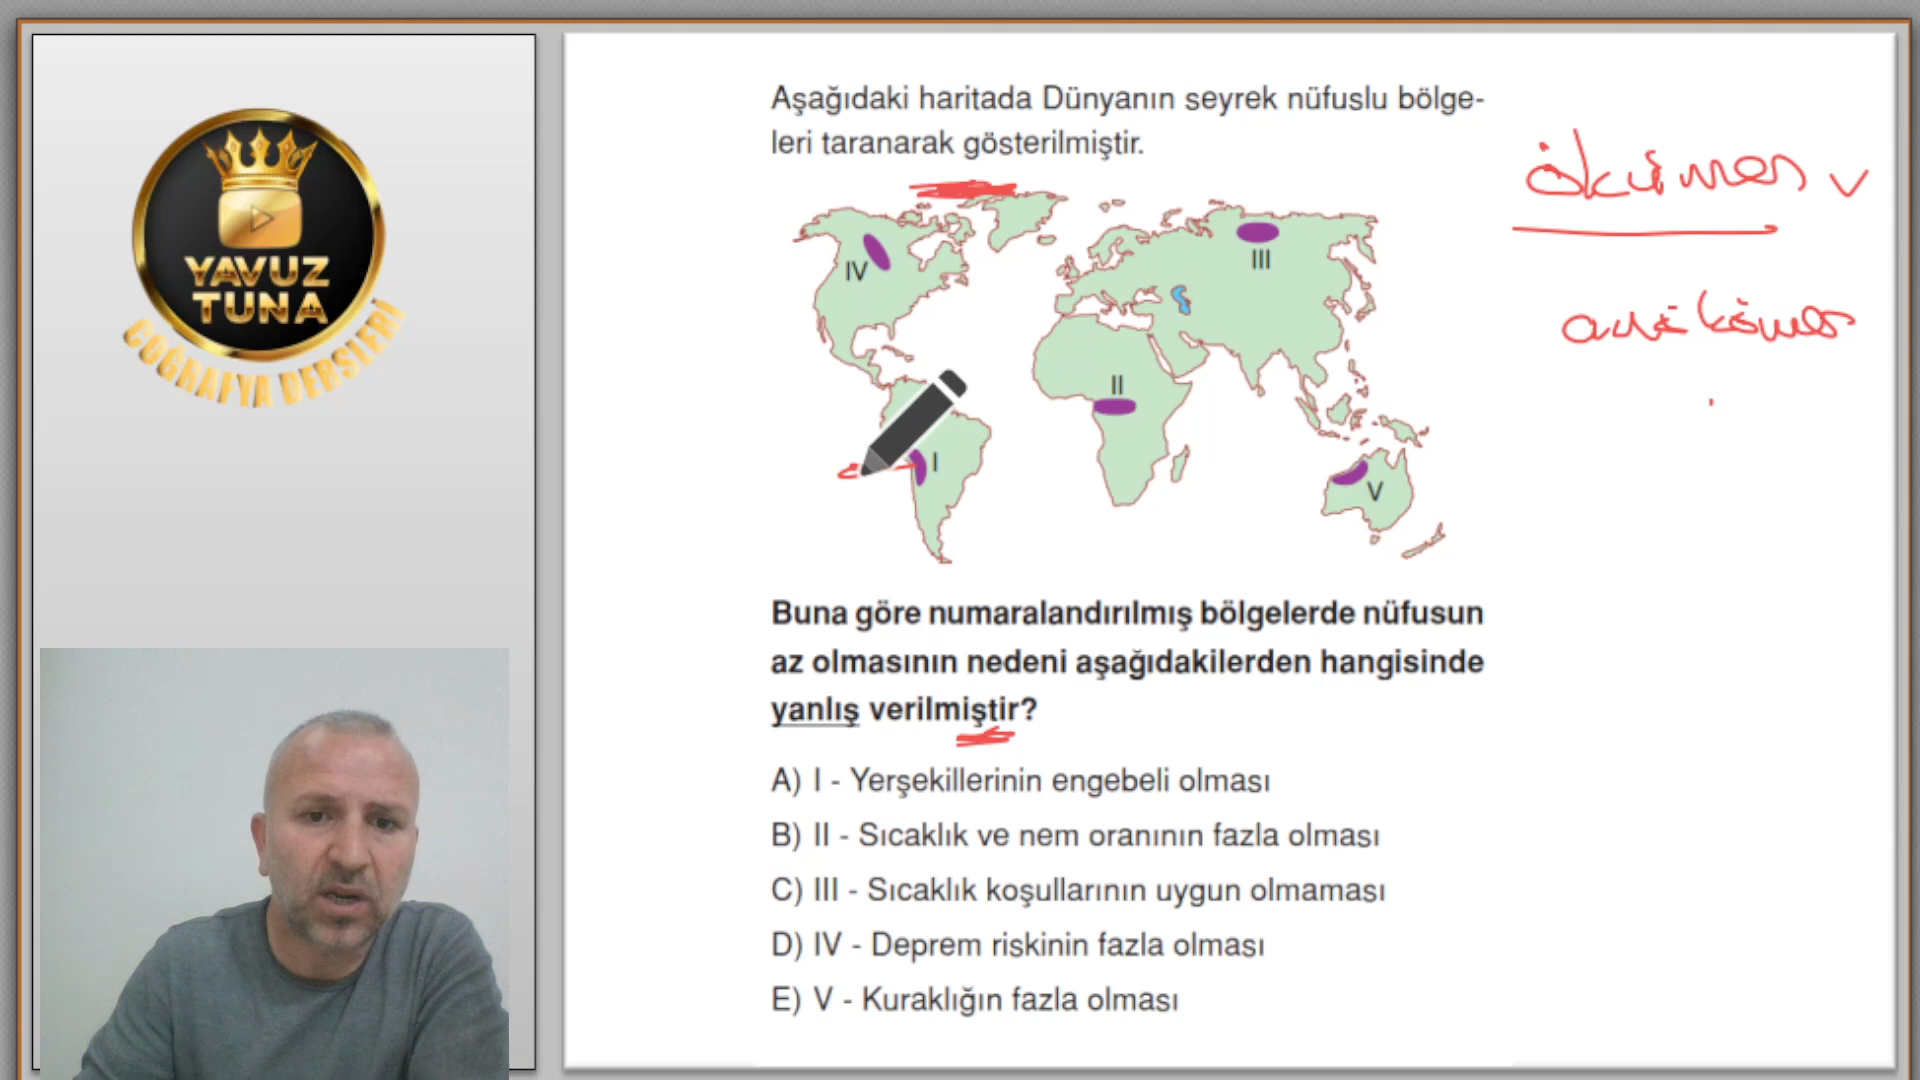 YAVUZ
TUNA
COĞRAFYA DERSLERİ
Aşağıdaki haritada Dünyanın seyrek nüfuslu bölge-
leri taranarak gösterilmiştir.
ökümen
anekümen
IV
III
II
I
V
Buna göre numaralandırılmış bölgelerde nüfusun
az olmasının nedeni aşağıdakilerden hangisinde
yanlış verilmiştir?
A) I - Yerşekillerinin engebeli olması
B) II - Sıcaklık ve nem oranının fazla olması
C) III - Sıcaklık koşullarının uygun olmaması
D) IV - Deprem riskinin fazla olması
E) V - Kuraklığın fazla olması